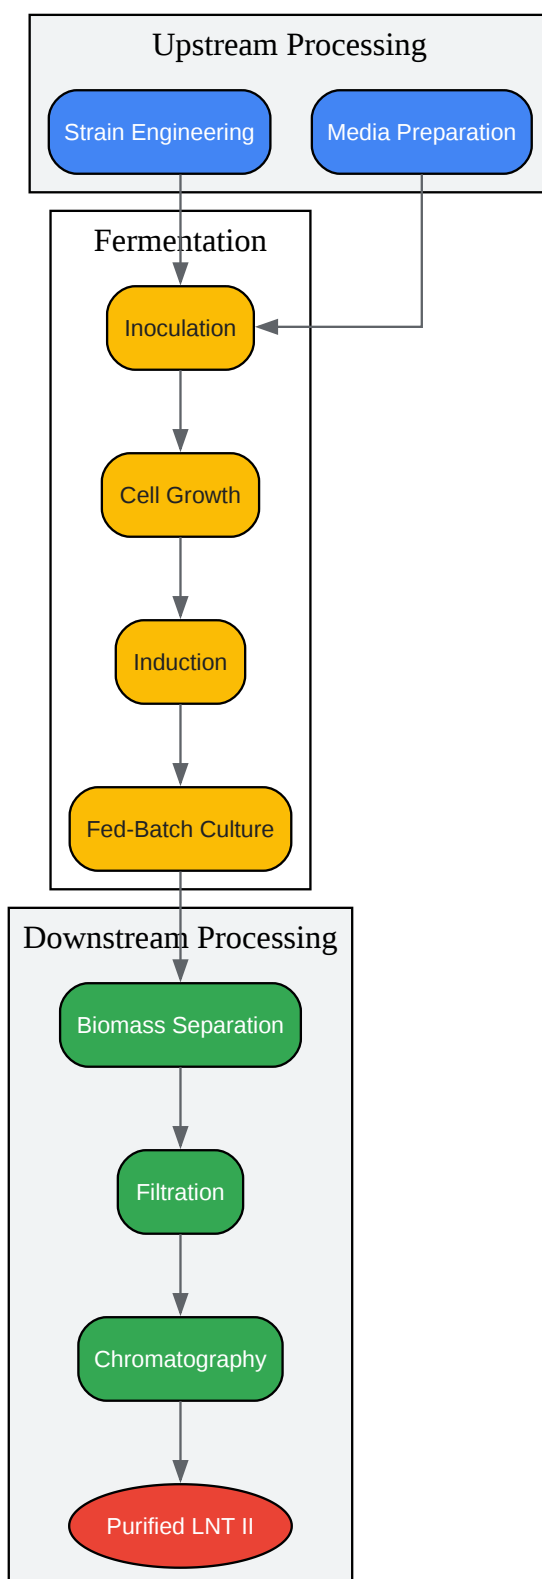 Upstream Processing
Strain Engineering
Media Preparation
Fermentation
Inoculation
Cell Growth
Induction
Fed-Batch Culture
Downstream Processing
Biomass Separation
Filtration
Chromatography
Purified LNT II